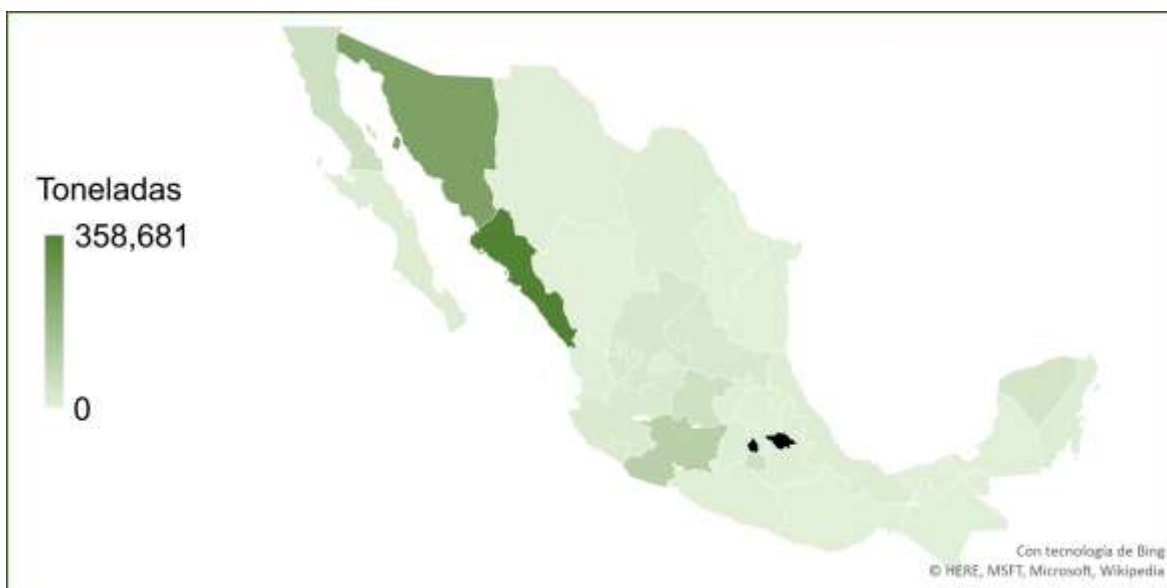 Toneladas
358,681
0
Con tecnología de Bing
© HERE, MSFT, Microsoft, Wikipedia